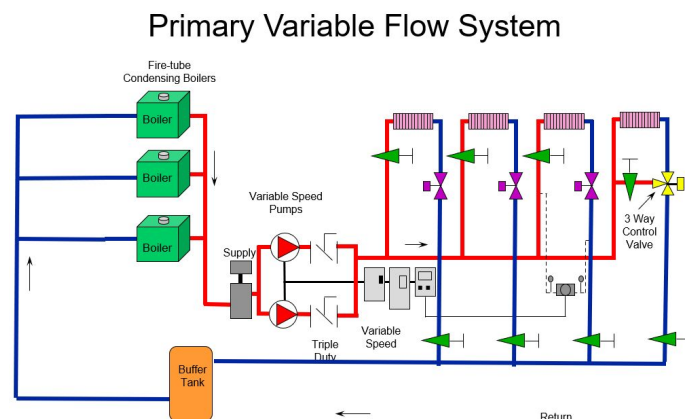 Primary Variable Flow System
Fire-tube
Condensing Boilers
Boiler
Boiler
Boiler
Variable Speed
Pumps
Supply
3 Way
Control
Valve
Triple
Duty
Variable
Speed
Buffer
Tank
Return